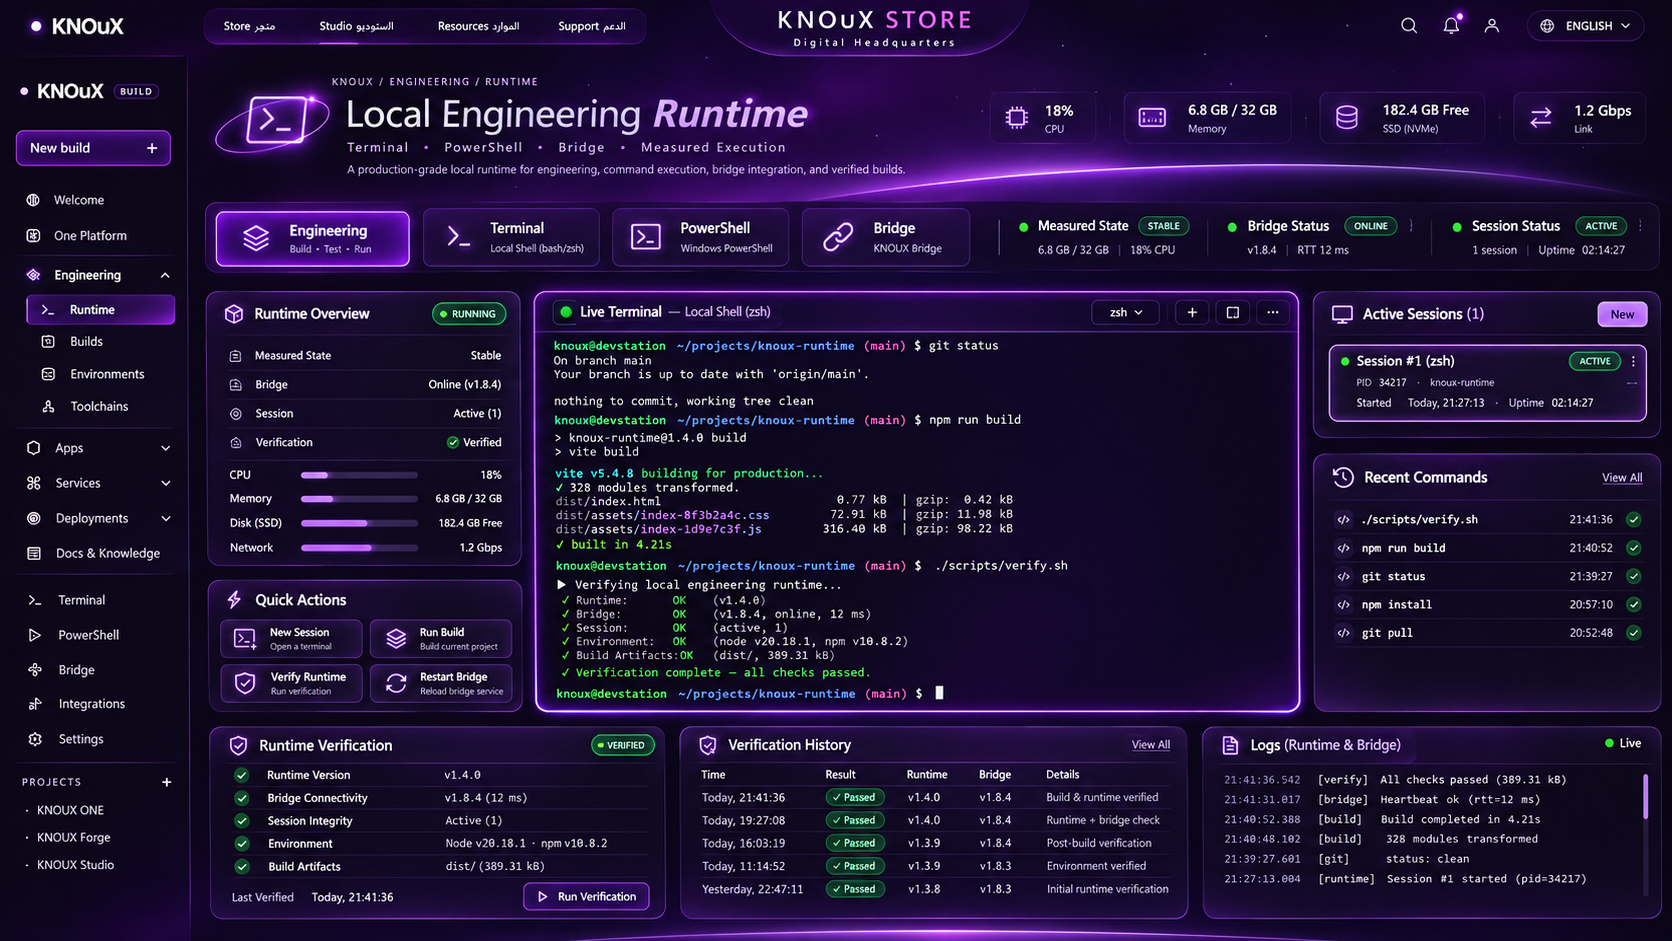 KNOuX
Store متجر
Studio الستوديو
Resources الموارد
Support الدعم
KNOuX STORE
Digital Headquarters
ENGLISH
KNOuX BUILD
New build +
Welcome
One Platform
Engineering
Runtime
Builds
Environments
Toolchains
Apps
Services
Deployments
Docs & Knowledge
Terminal
PowerShell
Bridge
Integrations
Settings
PROJECTS +
· KNOUX ONE
· KNOUX Forge
· KNOUX Studio
KNOUX / ENGINEERING / RUNTIME
Local Engineering Runtime
Terminal • PowerShell • Bridge • Measured Execution
A production-grade local runtime for engineering, command execution, bridge integration, and verified builds.
18%
CPU
6.8 GB / 32 GB
Memory
182.4 GB Free
SSD (NVMe)
1.2 Gbps
Link
Engineering
Build • Test • Run
Terminal
Local Shell (bash/zsh)
PowerShell
Windows PowerShell
Bridge
KNOUX Bridge
Measured State STABLE
6.8 GB / 32 GB | 18% CPU
Bridge Status ONLINE
v1.8.4 | RTT 12 ms
Session Status ACTIVE
1 session | Uptime 02:14:27
Runtime Overview RUNNING
Measured State Stable
Bridge Online (v1.8.4)
Session Active (1)
Verification Verified
CPU 18%
Memory 6.8 GB / 32 GB
Disk (SSD) 182.4 GB Free
Network 1.2 Gbps
Quick Actions
New Session
Open a terminal
Run Build
Build current project
Verify Runtime
Run verification
Restart Bridge
Reload bridge service
Live Terminal — Local Shell (zsh)
zsh
+
...
knoux@devstation ~/projects/knoux-runtime (main) $ git status
On branch main
Your branch is up to date with 'origin/main'.
nothing to commit, working tree clean
knoux@devstation ~/projects/knoux-runtime (main) $ npm run build
> knoux-runtime@1.4.0 build
> vite build
vite v5.4.8 building for production...
✓ 328 modules transformed.
dist/index.html 0.77 kB | gzip: 0.42 kB
dist/assets/index-8f3b2a4c.css 72.91 kB | gzip: 11.98 kB
dist/assets/index-1d9e7c3f.js 316.40 kB | gzip: 98.22 kB
✓ built in 4.21s
knoux@devstation ~/projects/knoux-runtime (main) $ ./scripts/verify.sh
▶ Verifying local engineering runtime...
✓ Runtime: OK (v1.4.0)
✓ Bridge: OK (v1.8.4, online, 12 ms)
✓ Session: OK (active, 1)
✓ Environment: OK (node v20.18.1, npm v10.8.2)
✓ Build Artifacts:OK (dist/, 389.31 kB)
✓ Verification complete — all checks passed.
knoux@devstation ~/projects/knoux-runtime (main) $
Active Sessions (1) New
Session #1 (zsh) ACTIVE
PID 34217 · knoux-runtime
Started Today, 21:27:13 · Uptime 02:14:27
Recent Commands View All
./scripts/verify.sh 21:41:36
npm run build 21:40:52
git status 21:39:27
npm install 20:57:10
git pull 20:52:48
Runtime Verification VERIFIED
Runtime Version v1.4.0
Bridge Connectivity v1.8.4 (12 ms)
Session Integrity Active (1)
Environment Node v20.18.1 · npm v10.8.2
Build Artifacts dist/ (389.31 kB)
Last Verified Today, 21:41:36
Run Verification
Verification History View All
Time Result Runtime Bridge Details
Today, 21:41:36 ✓ Passed v1.4.0 v1.8.4 Build & runtime verified
Today, 19:27:08 ✓ Passed v1.4.0 v1.8.4 Runtime + bridge check
Today, 16:03:19 ✓ Passed v1.3.9 v1.8.4 Post-build verification
Today, 11:14:52 ✓ Passed v1.3.9 v1.8.3 Environment verified
Yesterday, 22:47:11 ✓ Passed v1.3.8 v1.8.3 Initial runtime verification
Logs (Runtime & Bridge) Live
21:41:36.542 [verify] All checks passed (389.31 kB)
21:41:31.017 [bridge] Heartbeat ok (rtt=12 ms)
21:40:52.388 [build] Build completed in 4.21s
21:40:48.102 [build] 328 modules transformed
21:39:27.601 [git] status: clean
21:27:13.004 [runtime] Session #1 started (pid=34217)